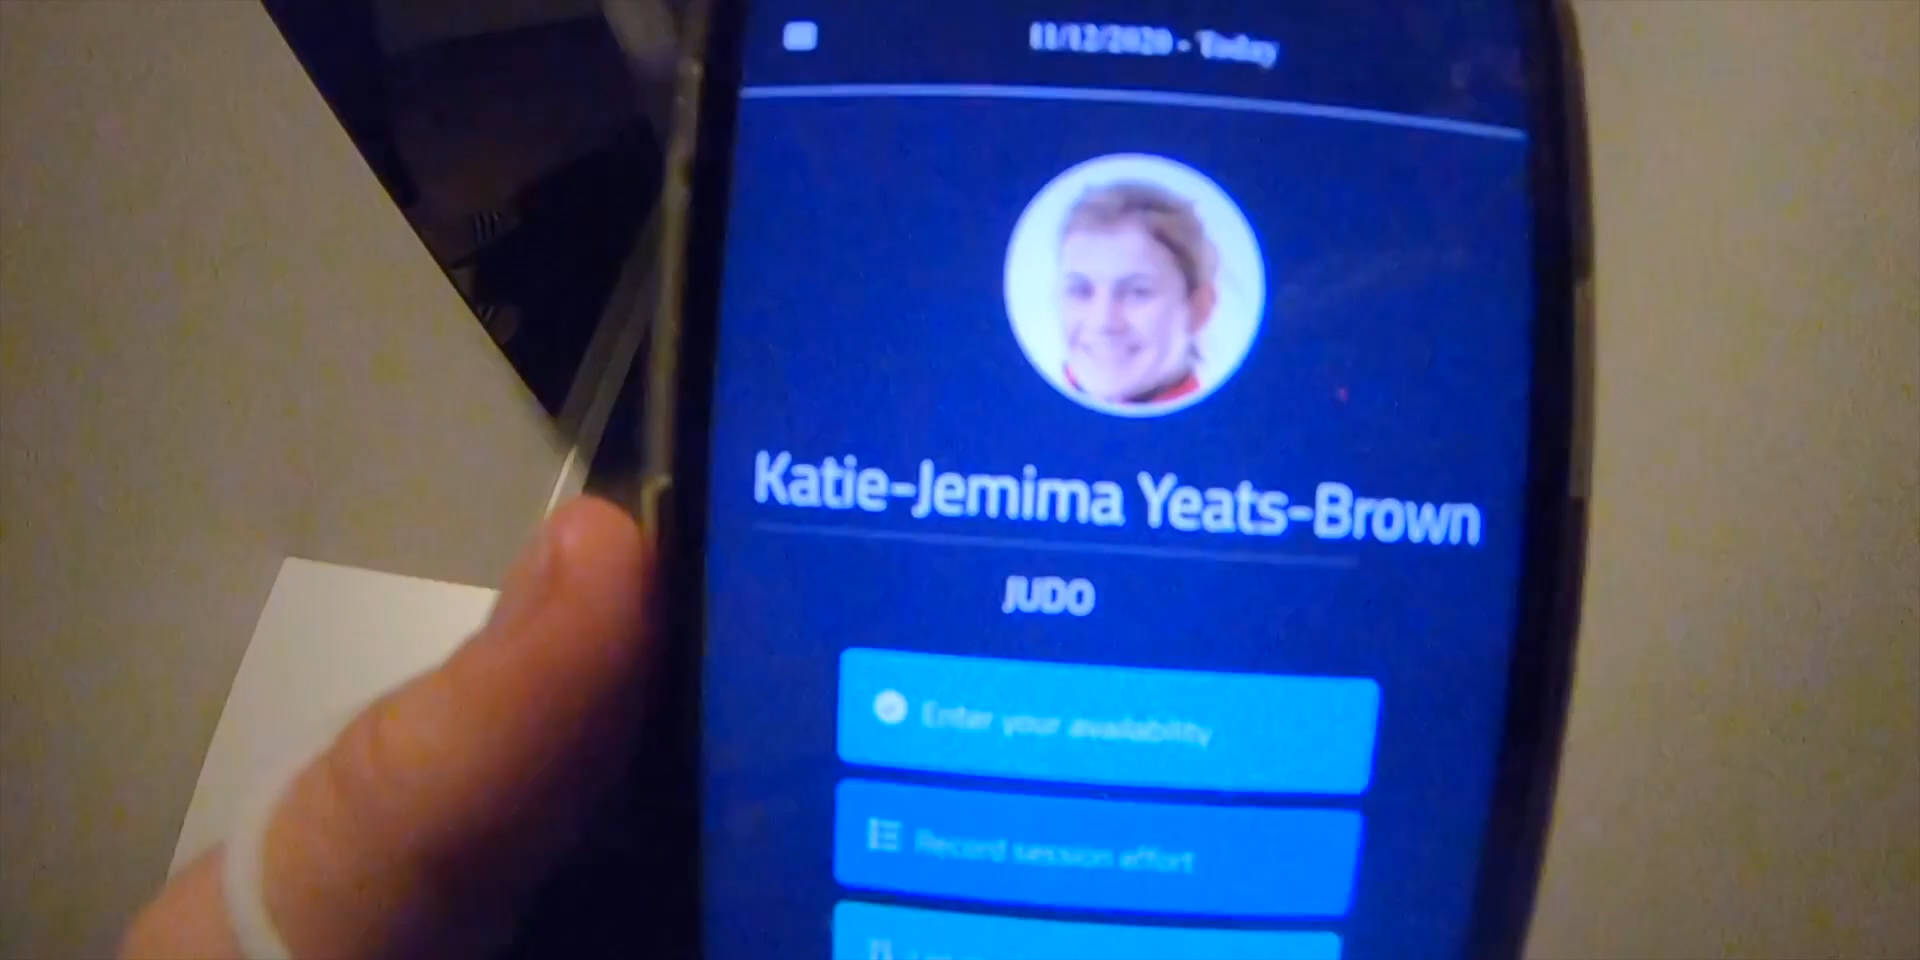 11/12/2020 - Today
Katie-Jemima Yeats-Brown
JUDO
Enter your availability
Record session effort